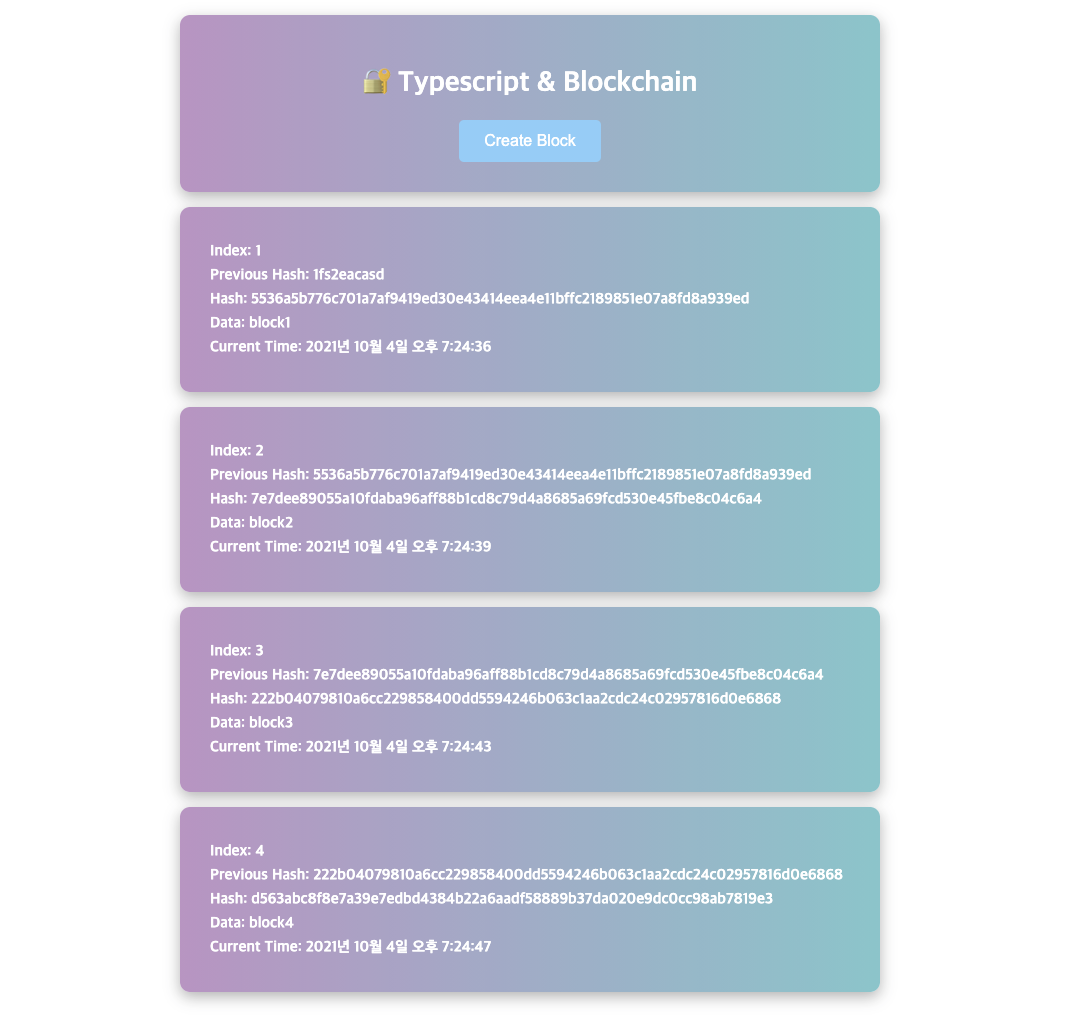 🔐 Typescript & Blockchain
Create Block
Index: 1
Previous Hash: 1fs2eacasd
Hash: 5536a5b776c701a7af9419ed30e43414eea4e11bffc2189851e07a8fd8a939ed
Data: block1
Current Time: 2021년 10월 4일 오후 7:24:36
Index: 2
Previous Hash: 5536a5b776c701a7af9419ed30e43414eea4e11bffc2189851e07a8fd8a939ed
Hash: 7e7dee89055a10fdaba96aff88b1cd8c79d4a8685a69fcd530e45fbe8c04c6a4
Data: block2
Current Time: 2021년 10월 4일 오후 7:24:39
Index: 3
Previous Hash: 7e7dee89055a10fdaba96aff88b1cd8c79d4a8685a69fcd530e45fbe8c04c6a4
Hash: 222b04079810a6cc229858400dd5594246b063c1aa2cdc24c02957816d0e6868
Data: block3
Current Time: 2021년 10월 4일 오후 7:24:43
Index: 4
Previous Hash: 222b04079810a6cc229858400dd5594246b063c1aa2cdc24c02957816d0e6868
Hash: d563abc8f8e7a39e7edbd4384b22a6aadf58889b37da020e9dc0cc98ab7819e3
Data: block4
Current Time: 2021년 10월 4일 오후 7:24:47